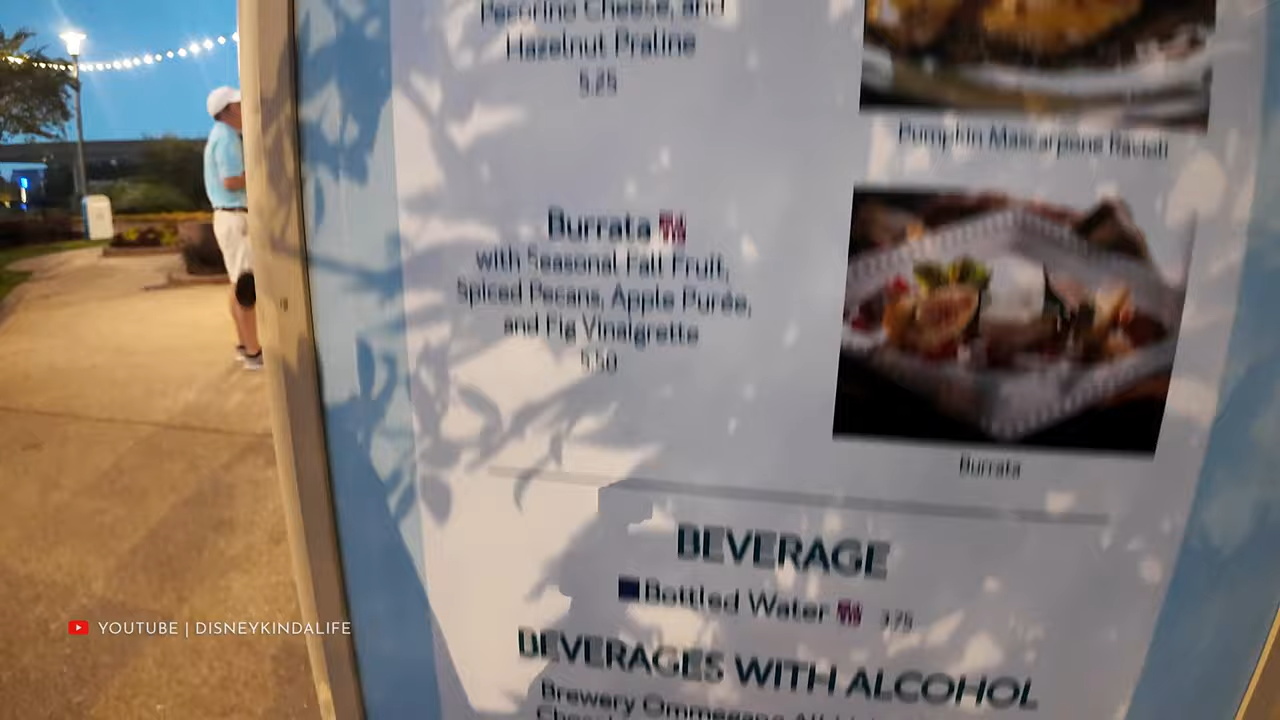 Pecorino Cheese, and
Hazelnut Praline
5.25
Pumpkin Mascarpone Ravioli
Burrata
with Seasonal Fall Fruit,
Spiced Pecans, Apple Purée,
and Fig Vinaigrette
5.50
Burrata
BEVERAGE
Bottled Water 3.75
BEVERAGES WITH ALCOHOL
Brewery Ommegang
YOUTUBE | DISNEYKINDALIFE